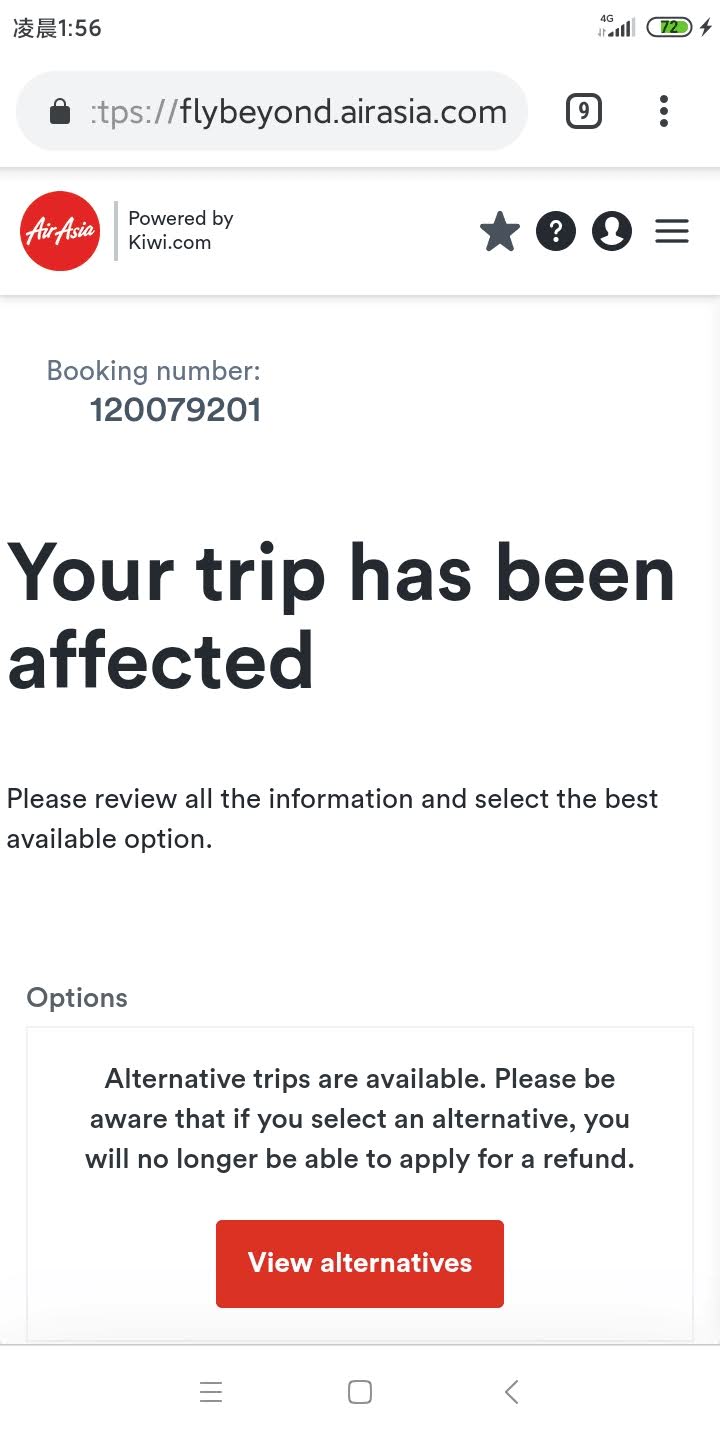 凌晨1:56
4G
72
:tps://flybeyond.airasia.com
9
AirAsia
Powered by
Kiwi.com
?
Booking number:
120079201
Your trip has been
affected
Please review all the information and select the best
available option.
Options
Alternative trips are available. Please be
aware that if you select an alternative, you
will no longer be able to apply for a refund.
View alternatives